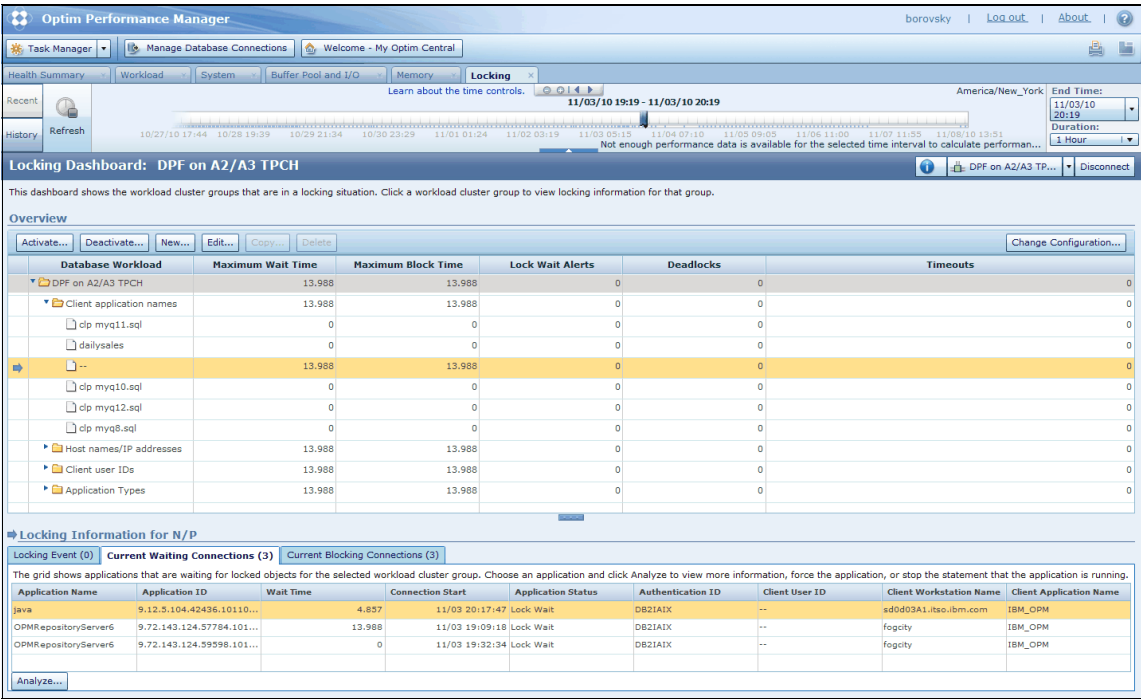 Optim Performance Manager
borovsky | Log out | About | ?
Task Manager Manage Database Connections Welcome - My Optim Central
Health Summary Workload System Buffer Pool and I/O Memory Locking ×
Learn about the time controls. America/New_York End Time:
11/03/10 19:19 - 11/03/10 20:19
Recent
11/03/10
20:19
Refresh
History
Duration:
10/27/10 17:44 10/28 19:39 10/29 21:34 10/30 23:29 11/01 01:24 11/02 03:19 11/03 05:15 11/04 07:10 11/05 09:05 11/06 11:00 11/07 11:55 11/08/10 13:51
1 Hour
Not enough performance data is available for the selected time interval to calculate performan...
Locking Dashboard: DPF on A2/A3 TPCH DPF on A2/A3 TP... Disconnect
This dashboard shows the workload cluster groups that are in a locking situation. Click a workload cluster group to view locking information for that group.
Overview
Activate... Deactivate... New... Edit... Copy... Delete Change Configuration...
Database Workload Maximum Wait Time Maximum Block Time Lock Wait Alerts Deadlocks Timeouts
DPF on A2/A3 TPCH 13.988 13.988 0 0 0
Client application names 13.988 13.988 0 0 0
clp myq11.sql 0 0 0 0 0
dailysales 0 0 0 0 0
-- 13.988 13.988 0 0 0
clp myq10.sql 0 0 0 0 0
clp myq12.sql 0 0 0 0 0
clp myq8.sql 0 0 0 0 0
Host names/IP addresses 13.988 13.988 0 0 0
Client user IDs 13.988 13.988 0 0 0
Application Types 13.988 13.988 0 0 0
Locking Information for N/P
Locking Event (0) Current Waiting Connections (3) Current Blocking Connections (3)
The grid shows applications that are waiting for locked objects for the selected workload cluster group. Choose an application and click Analyze to view more information, force the application, or stop the statement that the application is running.
Application Name Application ID Wait Time Connection Start Application Status Authentication ID Client User ID Client Workstation Name Client Application Name
java 9.12.5.104.42436.10110... 4.857 11/03 20:17:47 Lock Wait DB2IAIX -- sd0d03A1.itso.ibm.com IBM_OPM
OPMRepositoryServer6 9.72.143.124.57784.101... 13.988 11/03 19:09:18 Lock Wait DB2IAIX -- fogcity IBM_OPM
OPMRepositoryServer6 9.72.143.124.59598.101... 0 11/03 19:32:34 Lock Wait DB2IAIX -- fogcity IBM_OPM
Analyze...